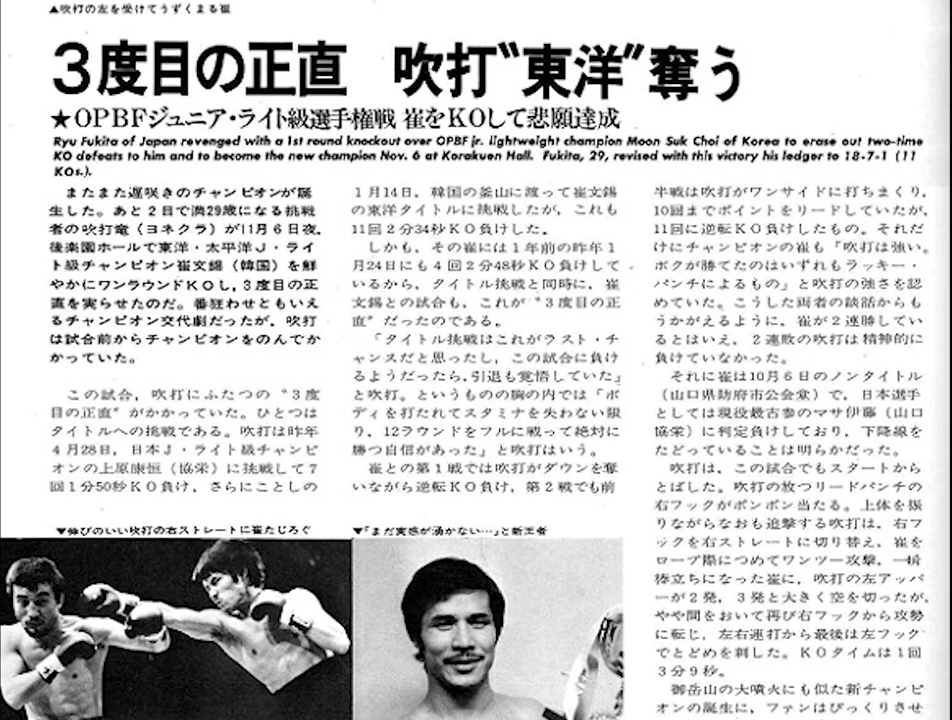 ▲吹打の左を受けてうずくまる崔
3度目の正直 吹打“東洋”奪う
★OPBFジュニア・ライト級選手権戦 崔をKOして悲願達成
Ryu Fukita of Japan revenged with a 1st round knockout over OPBF jr. lightweight champion Moon Suk Choi of Korea to erase out two-time
KO defeats to him and to become the new champion Nov. 6 at Korakuen Hall. Fukita, 29, revised with this victory his ledger to 18-7-1 (11
KOs.).
またまた遅咲きのチャンピオンが誕
生した。あと2日で満29歳になる挑戦
者の吹打竜（ヨネクラ）が11月6日夜、
後楽園ホールで東洋・太平洋J・ライ
ト級チャンピオン崔文錫（韓国）を鮮
やかにワンラウンドKOし、3度目の正
直を実らせたのだ。番狂わせともいえ
るチャンピオン交代劇だったが、吹打
は試合前からチャンピオンをのんでか
かっていた。
この試合、吹打にふたつの“3度
目の正直”がかかっていた。ひとつは
タイトルへの挑戦である。吹打は昨年
4月28日、日本J・ライト級チャンピ
オンの上原康恒（協栄）に挑戦して7
回1分50秒KO負け、さらにことしの
1月14日、韓国の釜山に渡って崔文錫
の東洋タイトルに挑戦したが、これも
11回2分34秒KO負けした。
しかも、その崔には1年前の昨年1
月24日にも4回2分48秒KO負けして
いるから、タイトル挑戦と同時に、崔
文錫との試合も、これが“3度目の正
直”だったのである。
「タイトル挑戦はこれがラスト・チ
ャンスだと思ったし、この試合に負け
るようだったら、引退も覚悟していた」
と吹打。というものの胸の内では「ボ
ディを打たれてスタミナを失わない限
り、12ラウンドをフルに戦って絶対に
勝つ自信があった」と吹打はいう。
崔との第1戦では吹打がダウンを奪
いながら逆転KO負け、第2戦でも前
半戦は吹打がワンサイドに打ちまくり、
10回までポイントをリードしていたが、
11回に逆転KO負けしたもの。それだ
けにチャンピオンの崔も「吹打は強い。
ボクが勝てたのはいずれもラッキー・
パンチによるもの」と吹打の強さを認
めていた。こうした両者の談話からも
うかがえるように、崔が2連勝してい
るとはいえ、2連敗の吹打は精神的に
負けていなかった。
それに崔は10月6日のノンタイトル
（山口県防府市公会堂）で、日本選手
としては現役最古参のマサ伊藤（山口
協栄）に判定負けしており、下降線を
たどっていることは明らかだった。
吹打は、この試合でもスタートから
とばした。吹打の放つリードパンチの
右フックがポンポン当たる。上体を振
りながらなおも追撃する吹打は、右フ
ックを右ストレートに切り替え、崔を
ロープ際につめてワンツー攻撃、一瞬
棒立ちになった崔に、吹打の左アッパ
ーが2発、3発と大きく空を切ったが、
やや間をおいて再び右フックから攻勢
に転じ、左右連打から最後は左フック
でとどめを刺した。KOタイムは1回
3分9秒。
御岳山の大噴火にも似た新チャンピ
オンの誕生に、ファンはびっくりさせ
▼伸びのいい吹打の右ストレートに崔たじろぐ
▼「まだ実感が湧かない…」と新王者